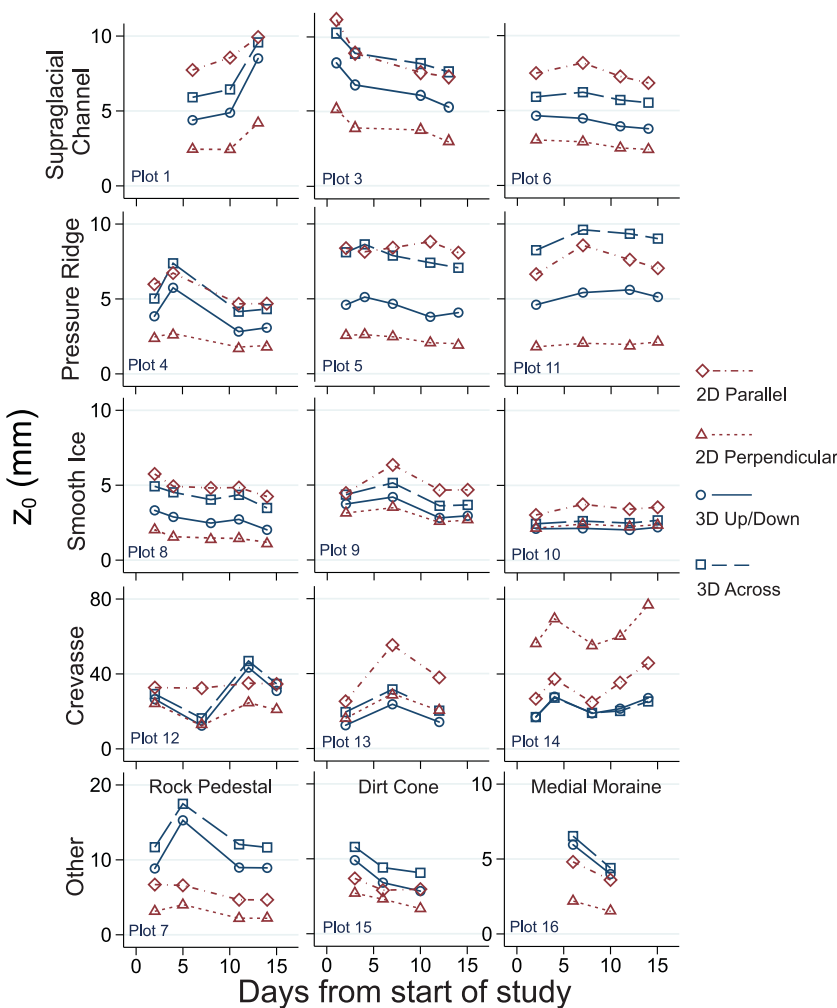 10
5
0
Supraglacial
Channel
Plot 1
Plot 3
Plot 6
10
5
0
Pressure Ridge
Plot 4
Plot 5
Plot 11
10
5
0
Smooth Ice
Plot 8
Plot 9
Plot 10
80
40
0
Crevasse
Plot 12
Plot 13
Plot 14
20
10
0
Other
Rock Pedestal
Dirt Cone
Medial Moraine
10
5
0
Plot 7
Plot 15
Plot 16
0 5 10 15
0 5 10 15
0 5 10 15
Days from start of study
z0 (mm)
2D Parallel
2D Perpendicular
3D Up/Down
3D Across